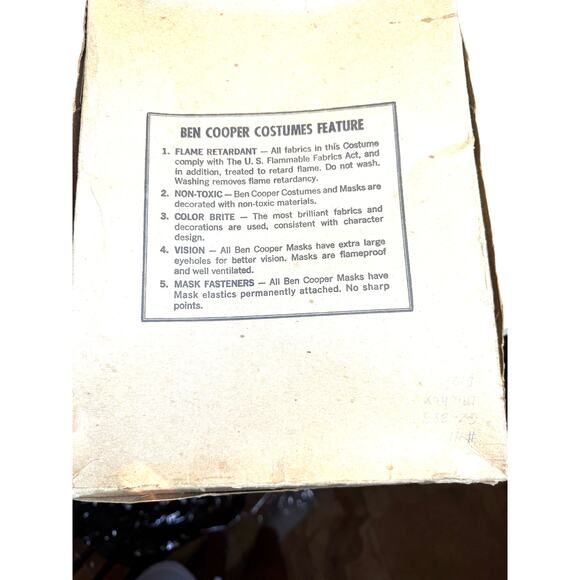 BEN COOPER COSTUMES FEATURE
1. FLAME RETARDANT — All fabrics in this Costume
comply with The U. S. Flammable Fabrics Act, and
in addition, treated to retard flame. Do not wash.
Washing removes flame retardancy.
2. NON-TOXIC — Ben Cooper Costumes and Masks are
decorated with non-toxic materials.
3. COLOR BRITE — The most brilliant fabrics and
decorations are used, consistent with character
design.
4. VISION — All Ben Cooper Masks have extra large
eyeholes for better vision. Masks are flameproof
and well ventilated.
5. MASK FASTENERS — All Ben Cooper Masks have
Mask elastics permanently attached. No sharp
points.